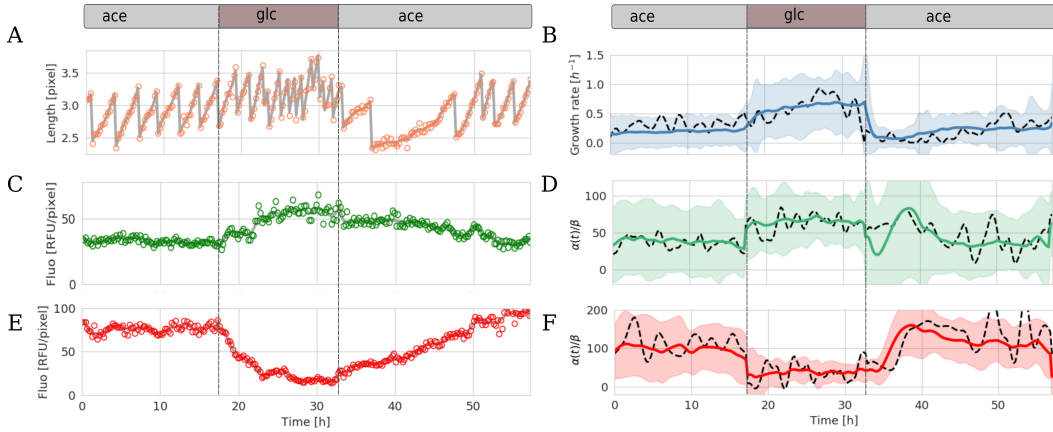 ace glc ace
ace glc ace
A
Length [pixel]
3.5
3.0
2.5
B
Growth rate [h⁻¹]
1.5
1.0
0.5
0.0
C
Fluo [RFU/pixel]
50
0
D
α(t)/β
100
50
0
E
Fluo [RFU/pixel]
100
50
0
0 10 20 30 40 50
Time [h]
F
α(t)/β
200
100
0
0 10 20 30 40 50
Time [h]